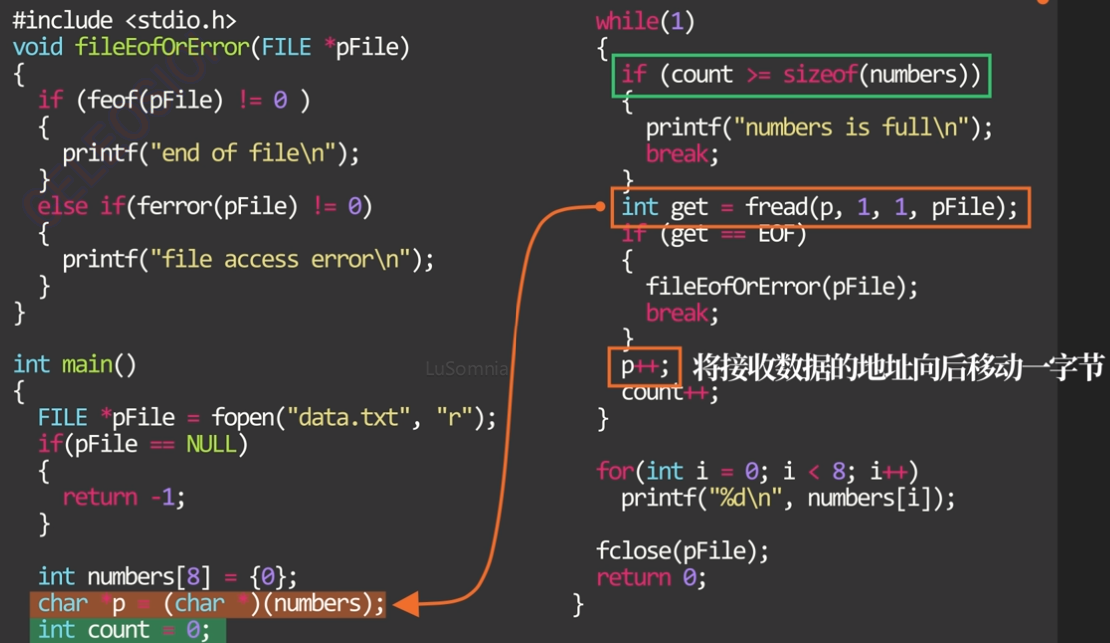 #include <stdio.h>
void fileEofOrError(FILE *pFile)
{
if (feof(pFile) != 0 )
{
printf("end of file\n");
}
else if(ferror(pFile) != 0)
{
printf("file access error\n");
}
}
int main()
{
FILE *pFile = fopen("data.txt", "r");
if(pFile == NULL)
{
return -1;
}
int numbers[8] = {0};
char *p = (char *)(numbers);
int count = 0;
while(1)
{
if (count >= sizeof(numbers))
{
printf("numbers is full\n");
break;
}
int get = fread(p, 1, 1, pFile);
if (get == EOF)
{
fileEofOrError(pFile);
break;
}
p++; 将接收数据的地址向后移动一字节
count++;
}
for(int i = 0; i < 8; i++)
printf("%d\n", numbers[i]);
fclose(pFile);
return 0;
}
LuSomnia